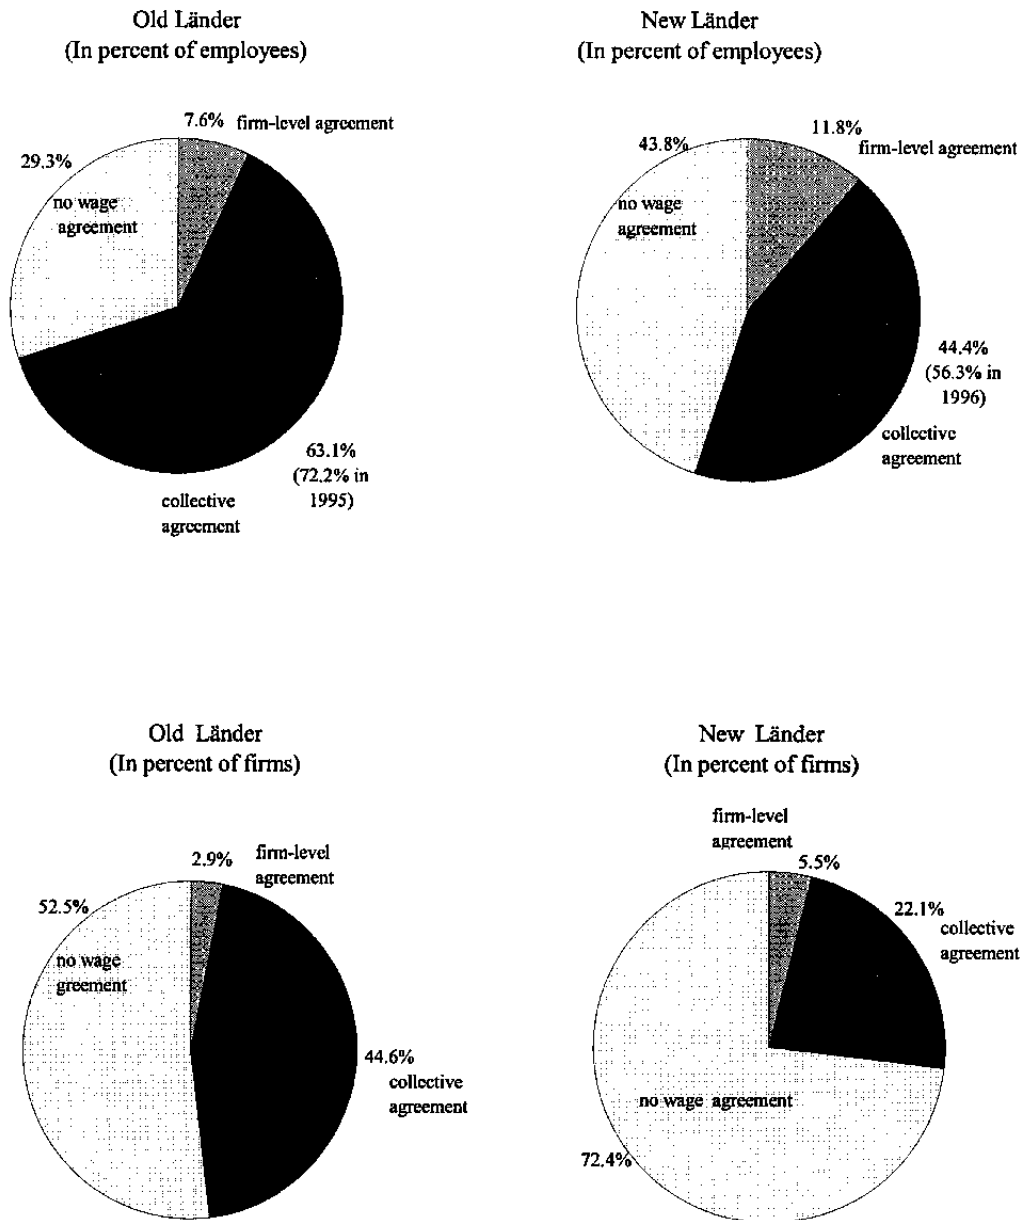 Old Länder
(In percent of employees)
7.6%
firm-level agreement
29.3%
no wage
agreement
63.1%
(72.2% in
1995)
collective
agreement
New Länder
(In percent of employees)
11.8%
firm-level agreement
43.8%
no wage
agreement
44.4%
(56.3% in
1996)
collective
agreement
Old Länder
(In percent of firms)
2.9%
firm-level
agreement
52.5%
no wage
greement
44.6%
collective
agreement
New Länder
(In percent of firms)
firm-level
agreement
5.5%
22.1%
collective
agreement
no wage agreement
72.4%